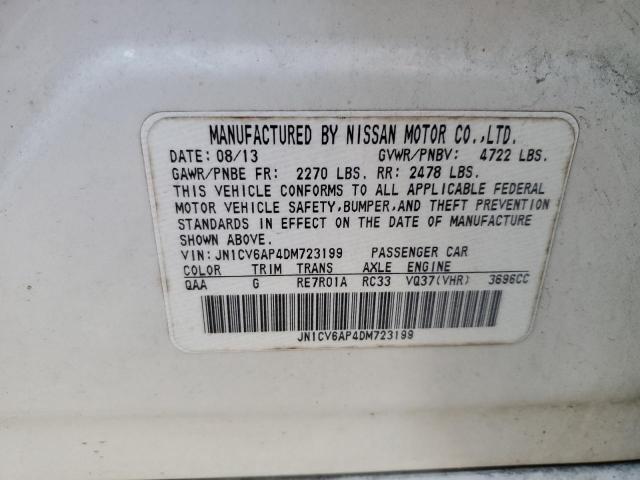 MANUFACTURED BY NISSAN MOTOR CO.,LTD.
DATE: 08/13 GVWR/PNBV: 4722 LBS.
GAWR/PNBE FR: 2270 LBS. RR: 2478 LBS.
THIS VEHICLE CONFORMS TO ALL APPLICABLE FEDERAL
MOTOR VEHICLE SAFETY, BUMPER, AND THEFT PREVENTION
STANDARDS IN EFFECT ON THE DATE OF MANUFACTURE
SHOWN ABOVE.
VIN: JN1CV6AP4DM723199 PASSENGER CAR
COLOR TRIM TRANS AXLE ENGINE
QAA G RE7R01A RC33 VQ37(VHR) 3696CC
JN1CV6AP4DM723199